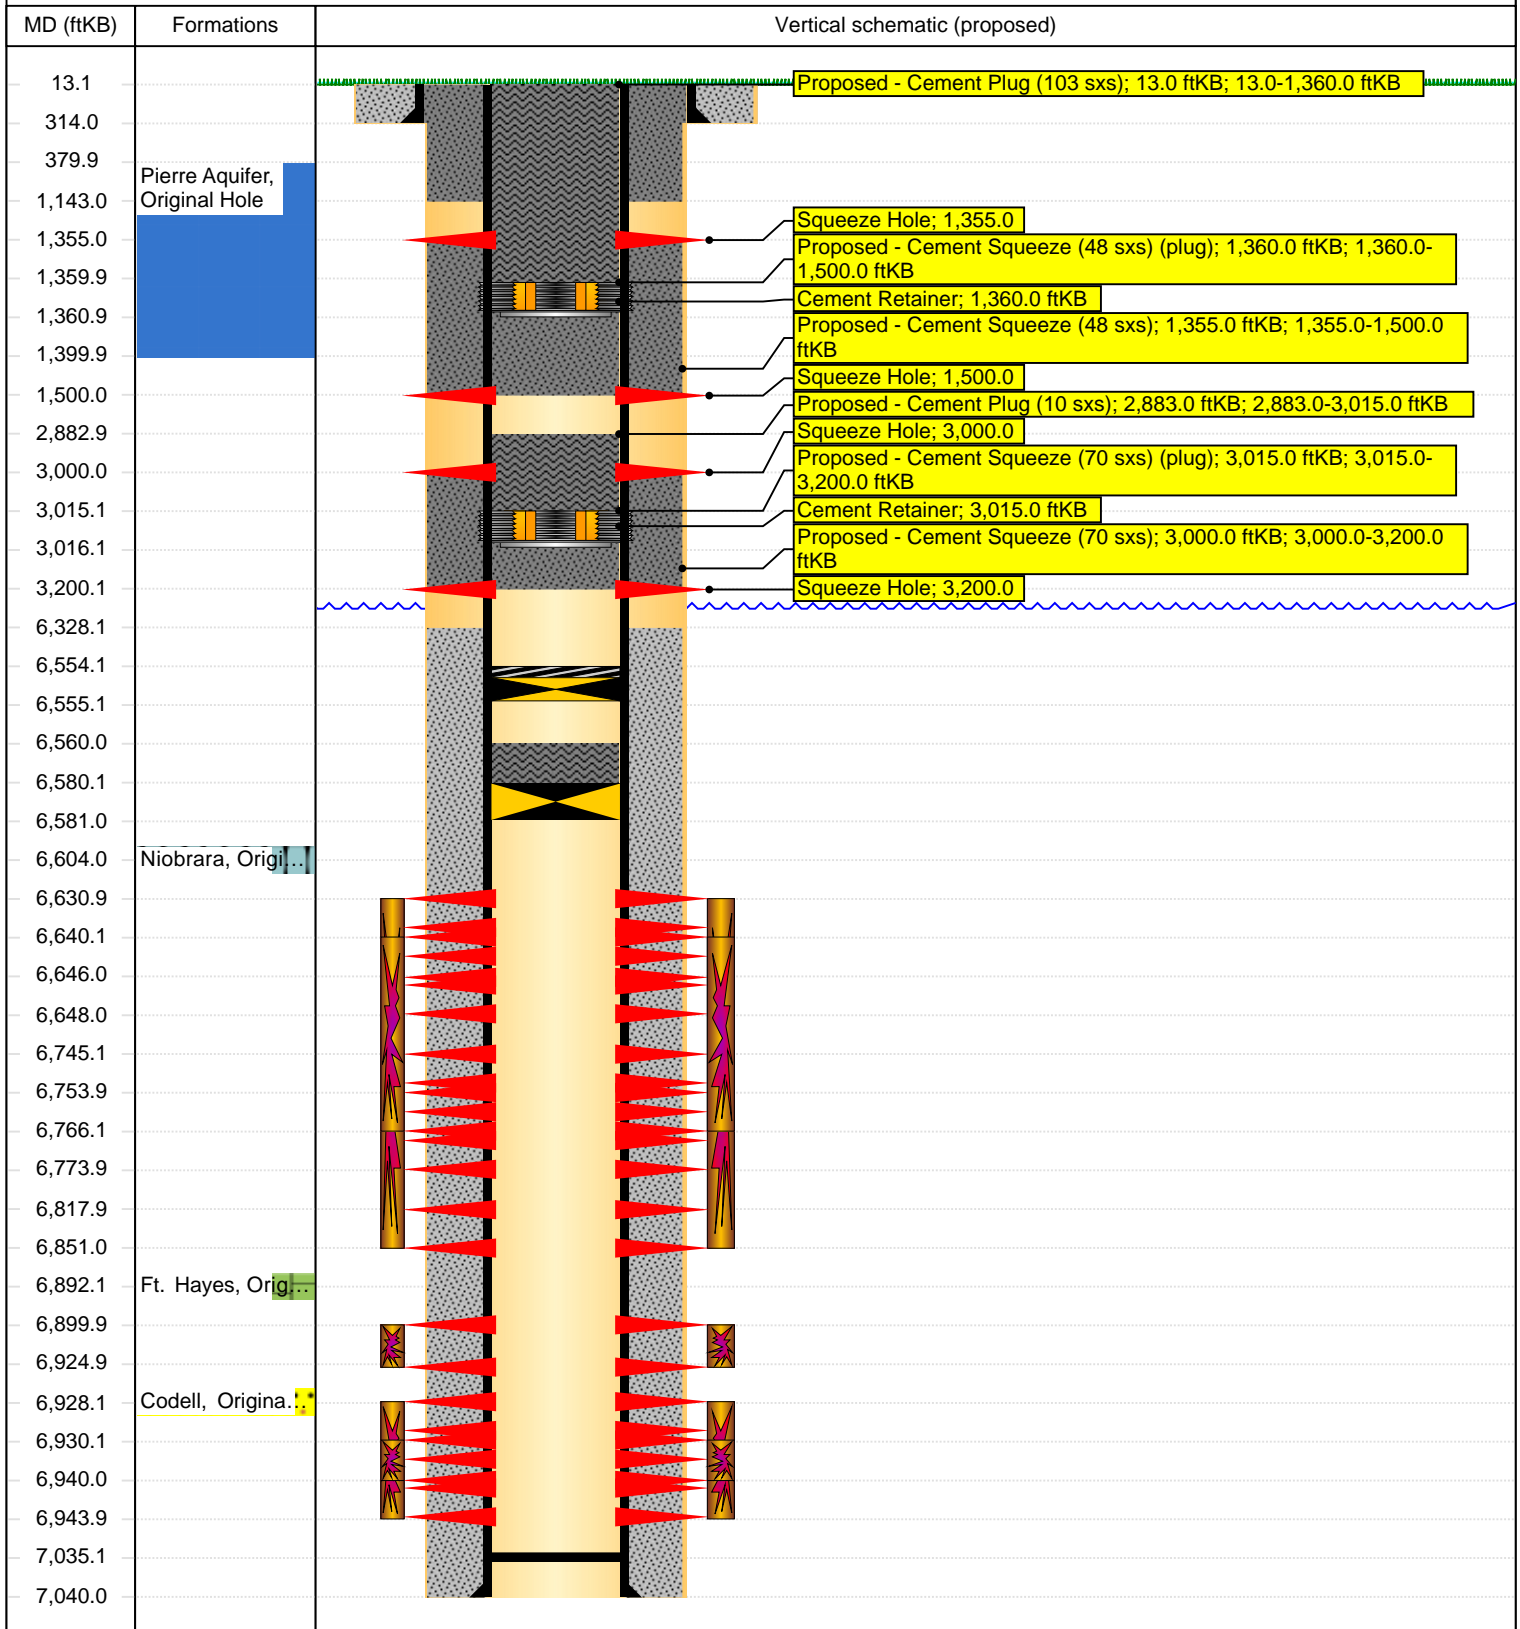 MD (ftKB)
Formations
Vertical schematic (proposed)
13.1
Proposed - Cement Plug (103 sxs); 13.0 ftKB; 13.0-1,360.0 ftKB
314.0
379.9
Pierre Aquifer,
Original Hole
1,143.0
Squeeze Hole; 1,355.0
1,355.0
Proposed - Cement Squeeze (48 sxs) (plug); 1,360.0 ftKB; 1,360.0-
1,500.0 ftKB
1,359.9
Cement Retainer; 1,360.0 ftKB
1,360.9
Proposed - Cement Squeeze (48 sxs); 1,355.0 ftKB; 1,355.0-1,500.0
ftKB
1,399.9
Squeeze Hole; 1,500.0
1,500.0
Proposed - Cement Plug (10 sxs); 2,883.0 ftKB; 2,883.0-3,015.0 ftKB
2,882.9
Squeeze Hole; 3,000.0
Proposed - Cement Squeeze (70 sxs) (plug); 3,015.0 ftKB; 3,015.0-
3,200.0 ftKB
3,000.0
Cement Retainer; 3,015.0 ftKB
3,015.1
Proposed - Cement Squeeze (70 sxs); 3,000.0 ftKB; 3,000.0-3,200.0
ftKB
3,016.1
Squeeze Hole; 3,200.0
3,200.1
6,328.1
6,554.1
6,555.1
6,560.0
6,580.1
6,581.0
6,604.0
Niobrara, Origi...
6,630.9
6,640.1
6,646.0
6,648.0
6,745.1
6,753.9
6,766.1
6,773.9
6,817.9
6,851.0
6,892.1
Ft. Hayes, Orig...
6,899.9
6,924.9
6,928.1
Codell, Origina...
6,930.1
6,940.0
6,943.9
7,035.1
7,040.0